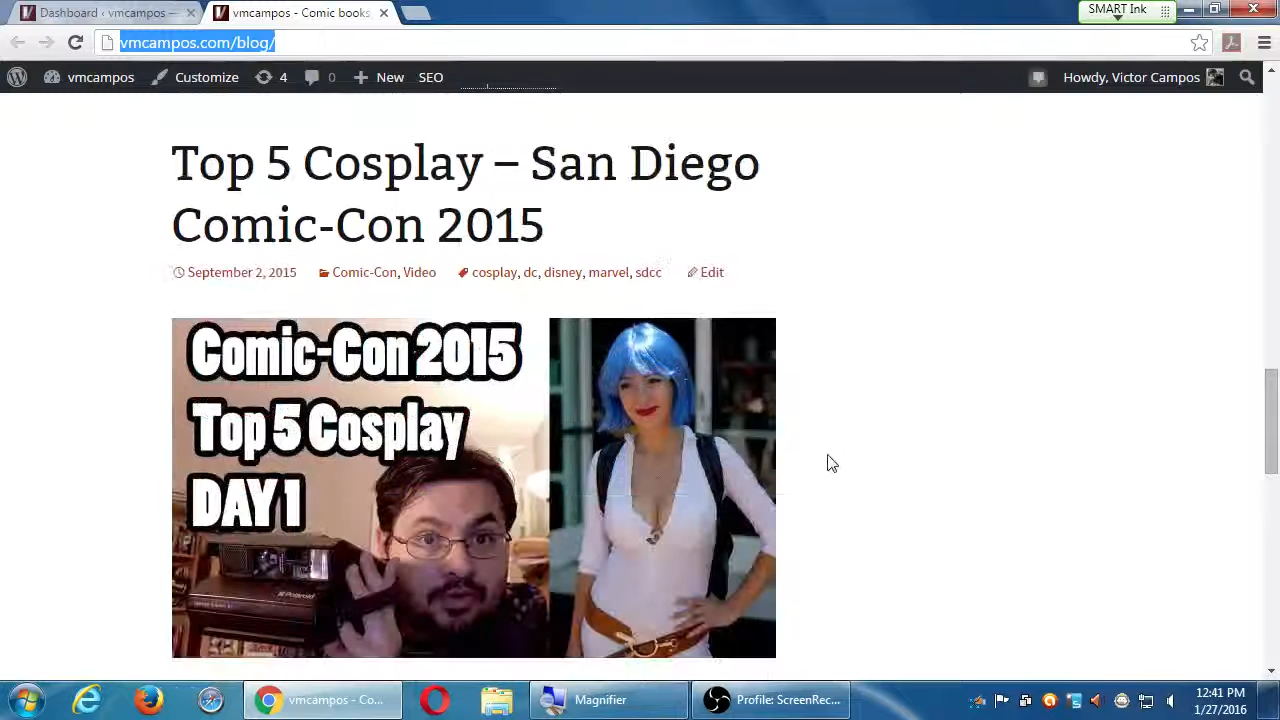 Dashboard ‹ vmcampos —
vmcampos - Comic books,
SMART Ink
vmcampos.com/blog/
vmcampos
Customize
4
0
New
SEO
Howdy, Victor Campos
Top 5 Cosplay – San Diego
Comic-Con 2015
September 2, 2015
Comic-Con, Video
cosplay, dc, disney, marvel, sdcc
Edit
Comic-Con 2015
Top 5 Cosplay
DAY 1
Polaroid
vmcampos - Co...
Magnifier
Profile: ScreenRec...
12:41 PM
1/27/2016